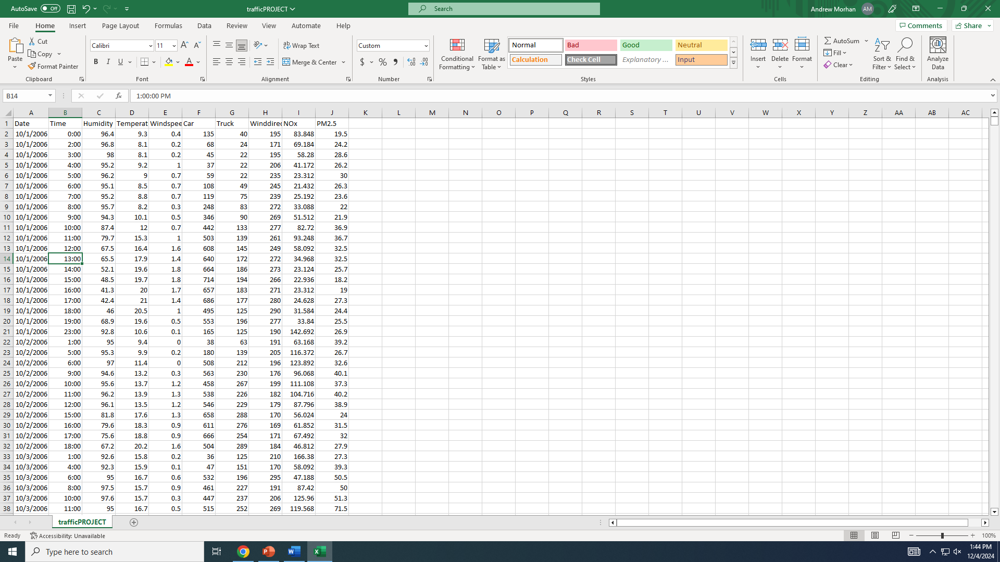 AutoSave Off trafficPROJECT Search Andrew Morhan AM
File Home Insert Page Layout Formulas Data Review View Automate Help Comments Share
Paste Cut Copy Format Painter Clipboard
Calibri 11 A A B I U A Font
Wrap Text Merge & Center Alignment
Custom $ % 9 .00 Number
Conditional Formatting Format as Table
Normal Bad Good Neutral
Calculation Check Cell Explanatory ... Input
Styles
Insert Delete Format Cells
AutoSum Fill Clear Sort & Filter Find & Select Editing
Analyze Data Analysis
B14 fx 1:00:00 PM
A B C D E F G H I J K L M N O P Q R S T U V W X Y Z AA AB AC
1 Date Time Humidity Temperat Windspee Car Truck Winddirec NOx PM2.5
2 10/1/2006 0:00 96.4 9.3 0.4 135 40 195 83.848 19.5
3 10/1/2006 2:00 96.8 8.1 0.2 68 24 171 69.184 24.2
4 10/1/2006 3:00 98 8.1 0.2 45 22 195 58.28 28.6
5 10/1/2006 4:00 95.2 9.2 1 37 22 206 41.172 26.2
6 10/1/2006 5:00 96.2 9 0.7 59 22 235 23.312 30
7 10/1/2006 6:00 95.1 8.5 0.7 108 49 245 21.432 26.3
8 10/1/2006 7:00 95.2 8.8 0.7 119 75 239 25.192 23.6
9 10/1/2006 8:00 95.7 8.2 0.3 248 83 272 33.088 22
10 10/1/2006 9:00 94.3 10.1 0.5 346 90 269 51.512 21.9
11 10/1/2006 10:00 87.4 12 0.7 442 133 277 82.72 36.9
12 10/1/2006 11:00 79.7 15.3 1 503 139 261 93.248 36.7
13 10/1/2006 12:00 67.5 16.4 1.6 608 145 249 58.092 32.5
14 10/1/2006 13:00 65.5 17.9 1.4 640 172 272 34.968 32.5
15 10/1/2006 14:00 52.1 19.6 1.8 664 186 273 23.124 25.7
16 10/1/2006 15:00 48.5 19.7 1.8 714 194 266 22.936 18.2
17 10/1/2006 16:00 41.3 20 1.7 657 183 271 23.312 19
18 10/1/2006 17:00 42.4 21 1.4 686 177 280 24.628 27.3
19 10/1/2006 18:00 46 20.5 1 495 125 290 31.584 24.4
20 10/1/2006 19:00 68.9 19.6 0.5 553 196 277 33.84 25.5
21 10/1/2006 23:00 92.8 10.6 0.1 165 125 190 142.692 26.9
22 10/2/2006 1:00 95 9.4 0 38 63 191 63.168 39.2
23 10/2/2006 5:00 95.3 9.9 0.2 180 139 205 116.372 26.7
24 10/2/2006 6:00 97 11.4 0 508 212 196 123.892 32.6
25 10/2/2006 9:00 94.6 13.2 0.3 563 230 176 96.068 40.1
26 10/2/2006 10:00 95.6 13.7 1.2 458 267 199 111.108 37.3
27 10/2/2006 11:00 96.2 13.9 1.3 538 226 182 104.716 40.2
28 10/2/2006 12:00 96.1 13.5 1.2 546 229 179 87.796 38.9
29 10/2/2006 15:00 81.8 17.6 1.3 658 288 170 56.024 24
30 10/2/2006 16:00 79.6 18.3 0.9 611 276 169 61.852 31.5
31 10/2/2006 17:00 75.6 18.8 0.9 666 254 171 67.492 32
32 10/2/2006 18:00 67.2 20.2 1.6 504 289 184 46.812 27.9
33 10/3/2006 1:00 92.6 15.8 0.2 36 125 210 166.38 27.3
34 10/3/2006 4:00 92.3 15.9 0.1 47 151 170 58.092 39.3
35 10/3/2006 6:00 95 16.7 0.6 532 196 295 47.188 50.5
36 10/3/2006 8:00 97.5 15.7 0.9 461 227 191 87.42 50
37 10/3/2006 10:00 97.6 15.7 0.3 447 237 206 125.96 51.3
38 10/3/2006 11:00 95 16.7 0.5 515 252 269 119.568 71.5
trafficPROJECT
Ready Accessibility: Unavailable 100%
Type here to search 1:44 PM
12/4/2024